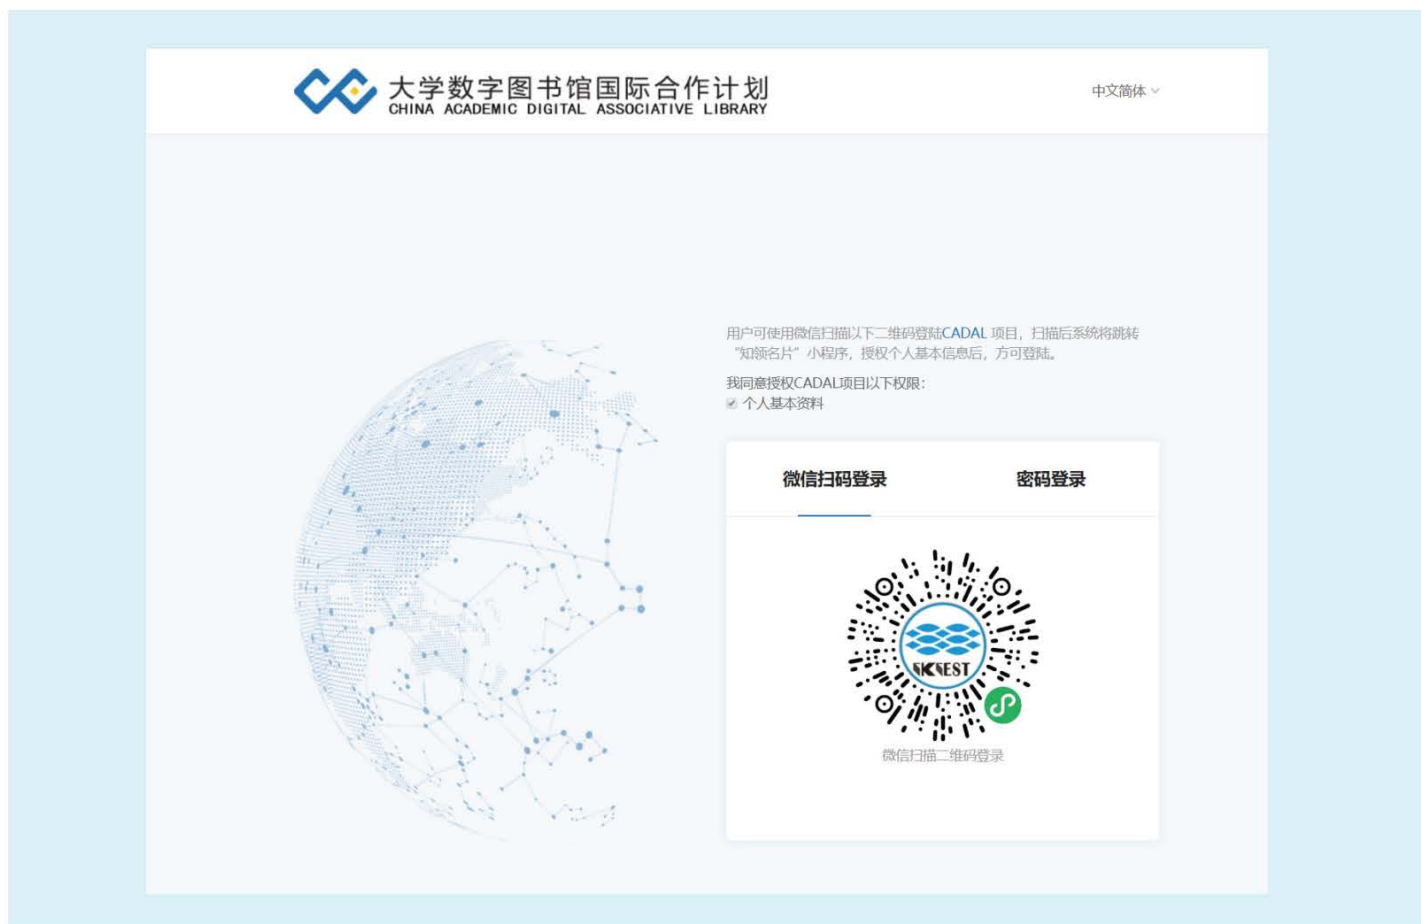 大学数字图书馆国际合作计划
CHINA ACADEMIC DIGITAL ASSOCIATIVE LIBRARY
中文简体
用户可使用微信扫描以下二维码登陆CADAL 项目，扫描后系统将跳转
“知领名片”小程序，授权个人基本信息后，方可登陆。
我同意授权CADAL项目以下权限：
个人基本资料
微信扫码登录 密码登录
SKSEST
微信扫描二维码登录